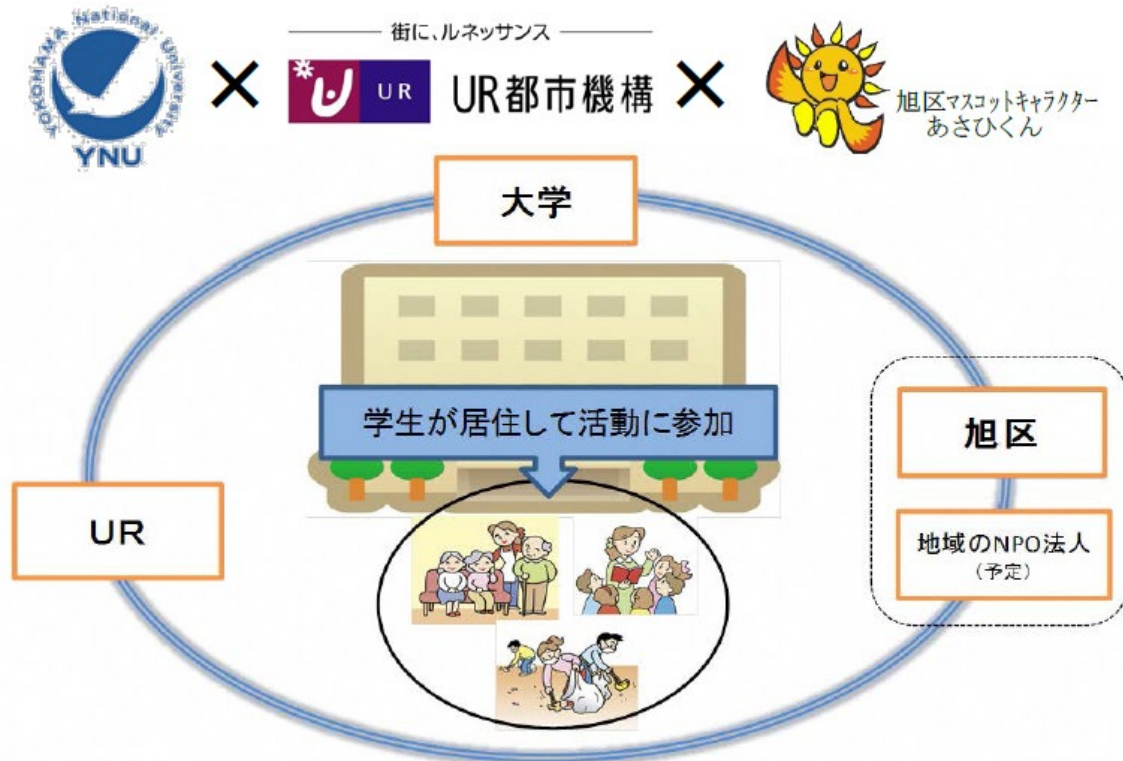 YOKOHAMA National University
YNU
街に、ルネッサンス
UR
UR都市機構
旭区マスコットキャラクター
あさひくん
大学
学生が居住して活動に参加
旭区
UR
地域のNPO法人
(予定)